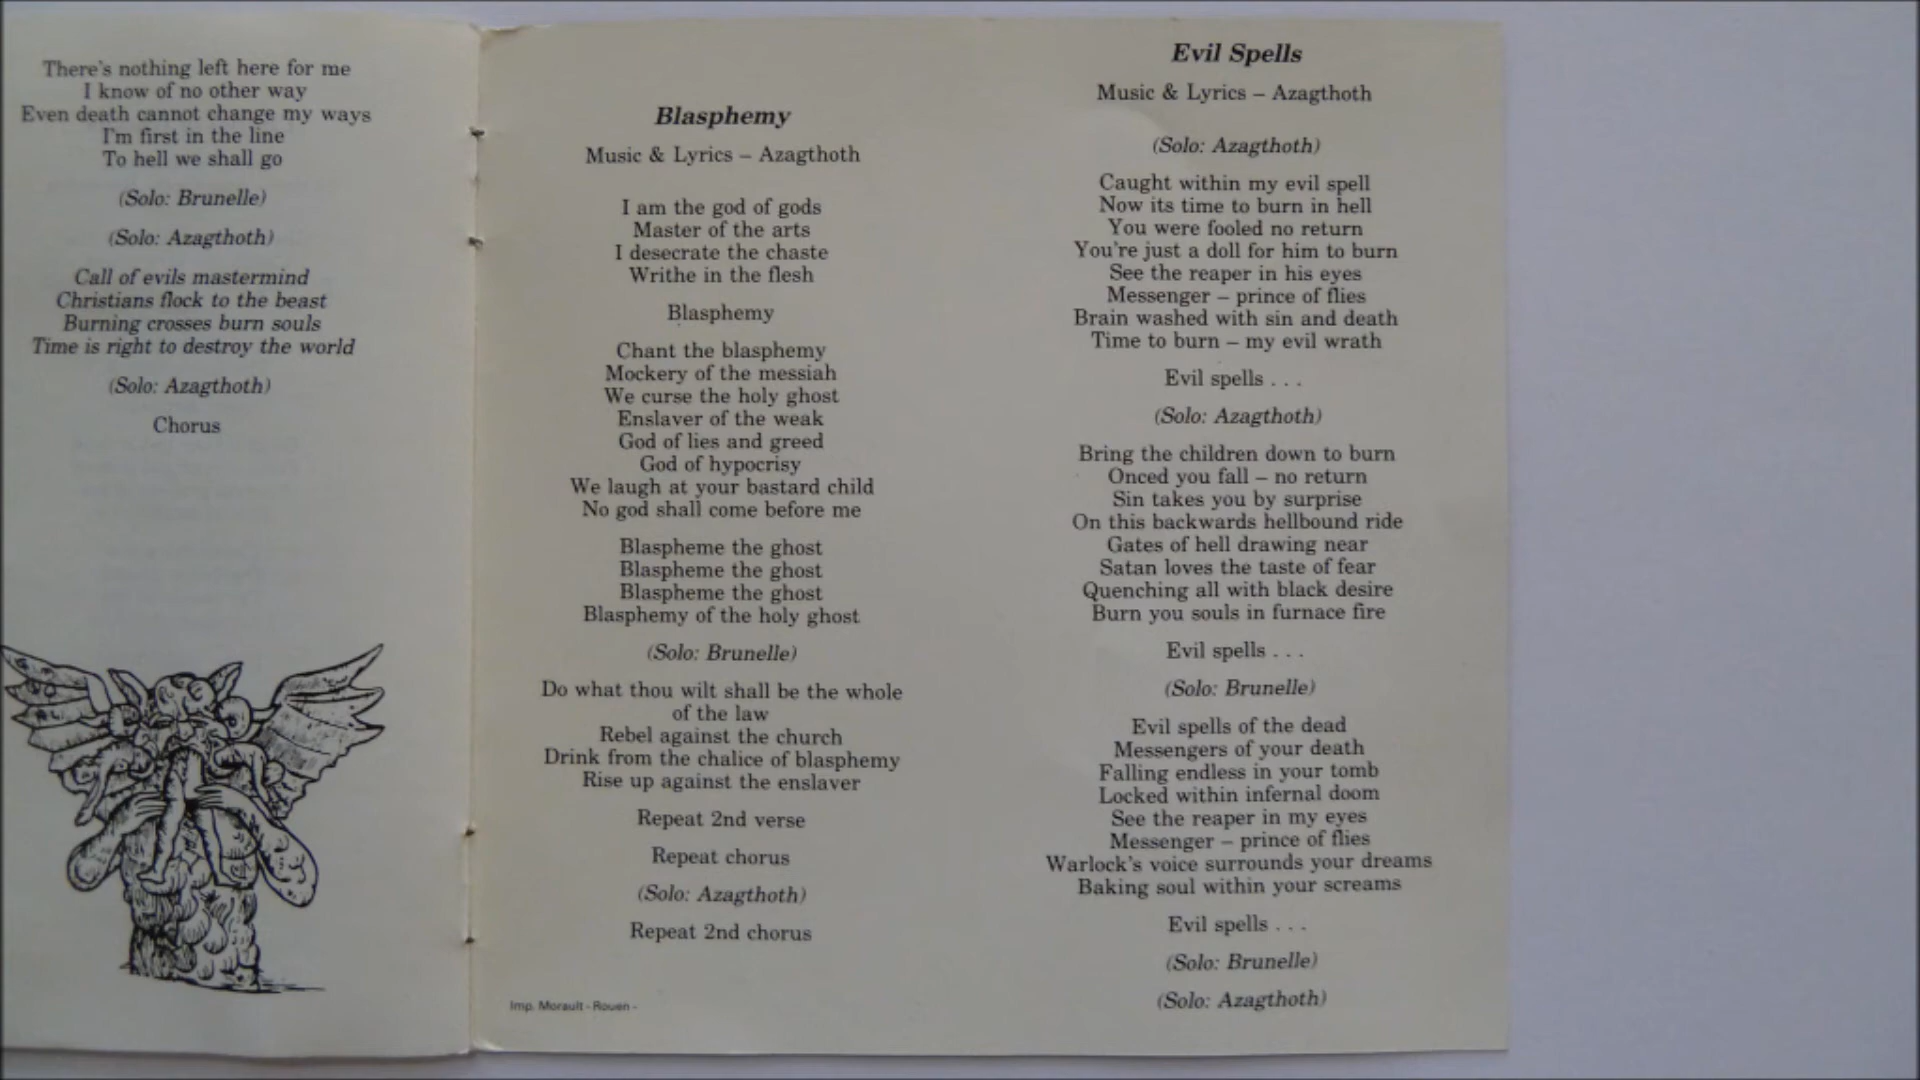 There's nothing left here for me
I know of no other way
Even death cannot change my ways
I'm first in the line
To hell we shall go
(Solo: Brunelle)
(Solo: Azagthoth)
Call of evils mastermind
Christians flock to the beast
Burning crosses burn souls
Time is right to destroy the world
(Solo: Azagthoth)
Chorus
Blasphemy
Music & Lyrics – Azagthoth
I am the god of gods
Master of the arts
I desecrate the chaste
Writhe in the flesh
Blasphemy
Chant the blasphemy
Mockery of the messiah
We curse the holy ghost
Enslaver of the weak
God of lies and greed
God of hypocrisy
We laugh at your bastard child
No god shall come before me
Blaspheme the ghost
Blaspheme the ghost
Blaspheme the ghost
Blasphemy of the holy ghost
(Solo: Brunelle)
Do what thou wilt shall be the whole
of the law
Rebel against the church
Drink from the chalice of blasphemy
Rise up against the enslaver
Repeat 2nd verse
Repeat chorus
(Solo: Azagthoth)
Repeat 2nd chorus
Imp. Morault - Rouen -
Evil Spells
Music & Lyrics – Azagthoth
(Solo: Azagthoth)
Caught within my evil spell
Now its time to burn in hell
You were fooled no return
You're just a doll for him to burn
See the reaper in his eyes
Messenger – prince of flies
Brain washed with sin and death
Time to burn – my evil wrath
Evil spells . . .
(Solo: Azagthoth)
Bring the children down to burn
Onced you fall – no return
Sin takes you by surprise
On this backwards hellbound ride
Gates of hell drawing near
Satan loves the taste of fear
Quenching all with black desire
Burn you souls in furnace fire
Evil spells . . .
(Solo: Brunelle)
Evil spells of the dead
Messengers of your death
Falling endless in your tomb
Locked within infernal doom
See the reaper in my eyes
Messenger – prince of flies
Warlock's voice surrounds your dreams
Baking soul within your screams
Evil spells . . .
(Solo: Brunelle)
(Solo: Azagthoth)